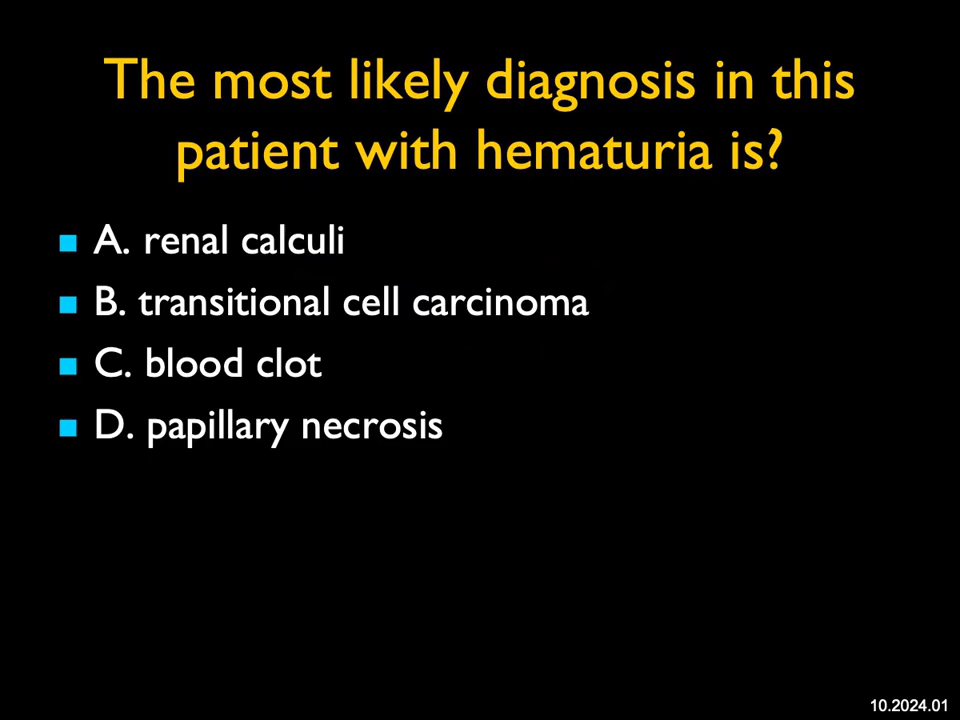 The most likely diagnosis in this
patient with hematuria is?
A. renal calculi
B. transitional cell carcinoma
C. blood clot
D. papillary necrosis
10.2024.01